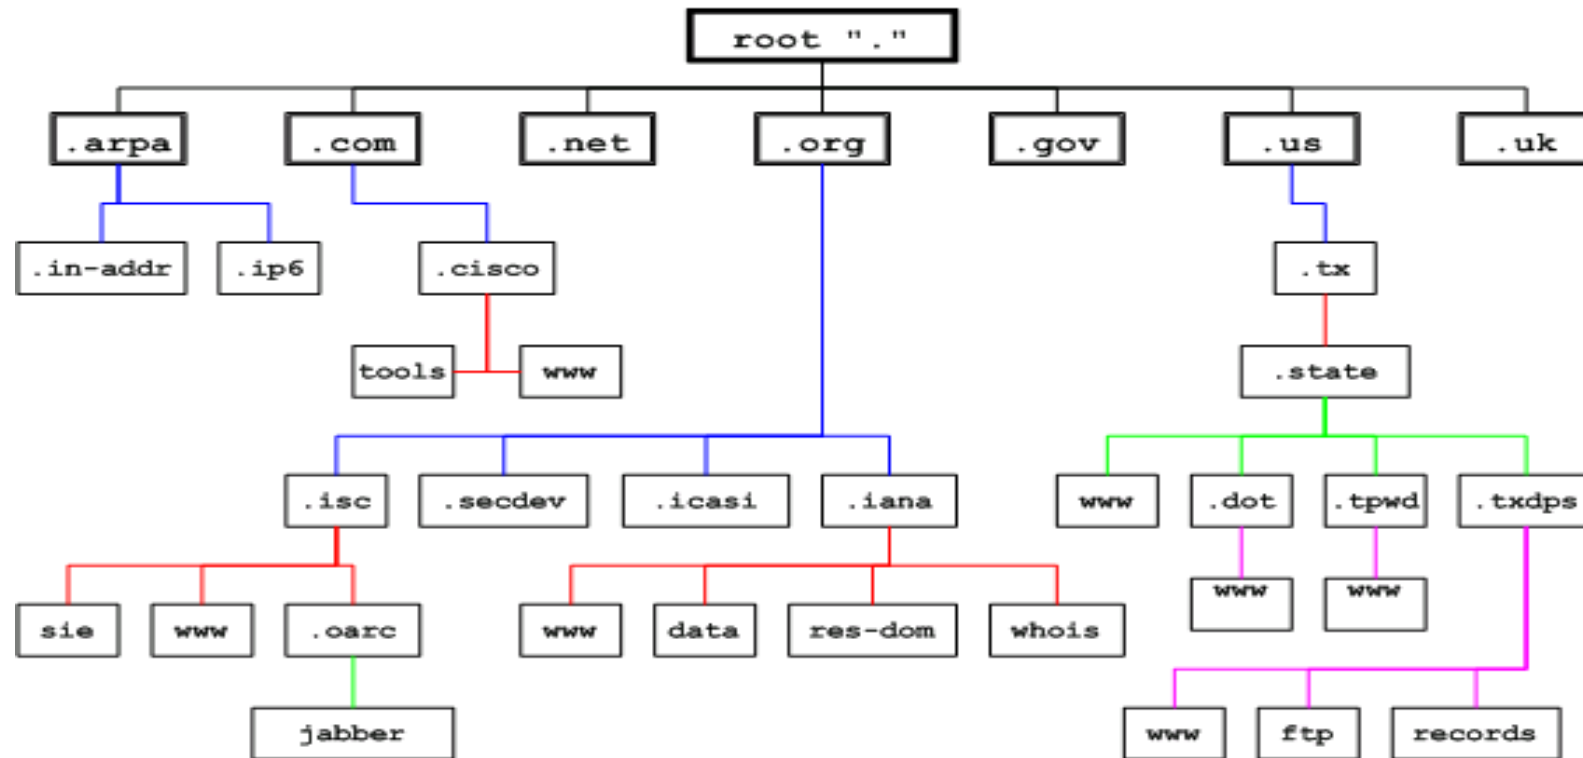 root "."
.arpa .com .net .org .gov .us .uk
.in-addr .ip6 .cisco .tx
tools www .state
.isc .secdev .icasi .iana www .dot .tpwd .txdps
www www
sie www .oarc www data res-dom whois
jabber www ftp records